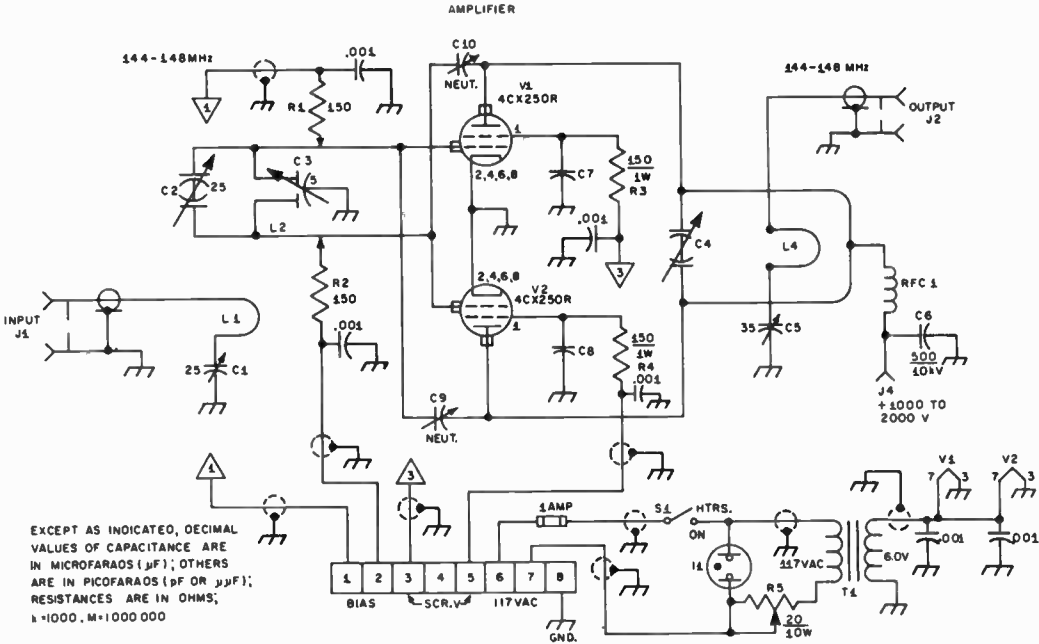 AMPLIFIER
144-148MHz
1
.001
R1
150
C10
NEUT.
V1
4CX250R
1
2,4,6,8
C7
150
1W
R3
.001
3
144-148 MHz
OUTPUT
J2
C2
25
C3
5
L2
C4
L4
RFC 1
R2
150
.001
2,4,6,8
V2
4CX250R
1
C8
150
1W
R4
.001
35
C5
C6
500
10kV
J4
+1000 TO
2000 V
INPUT
J1
L1
25
C1
C9
NEUT.
1
3
1AMP
S1
HTRS.
ON
I1
117VAC
T1
6.0V
V1
7
3
V2
7
3
.001
.001
R5
20
10W
EXCEPT AS INDICATED, DECIMAL
VALUES OF CAPACITANCE ARE
IN MICROFARAOS (µF); OTHERS
ARE IN PICOFARAOS (pF OR µµF);
RESISTANCES ARE IN OHMS;
k=1000, M=1000000
1 2 3 4 5 6 7 8
BIAS
SCR.V
117VAC
GND.